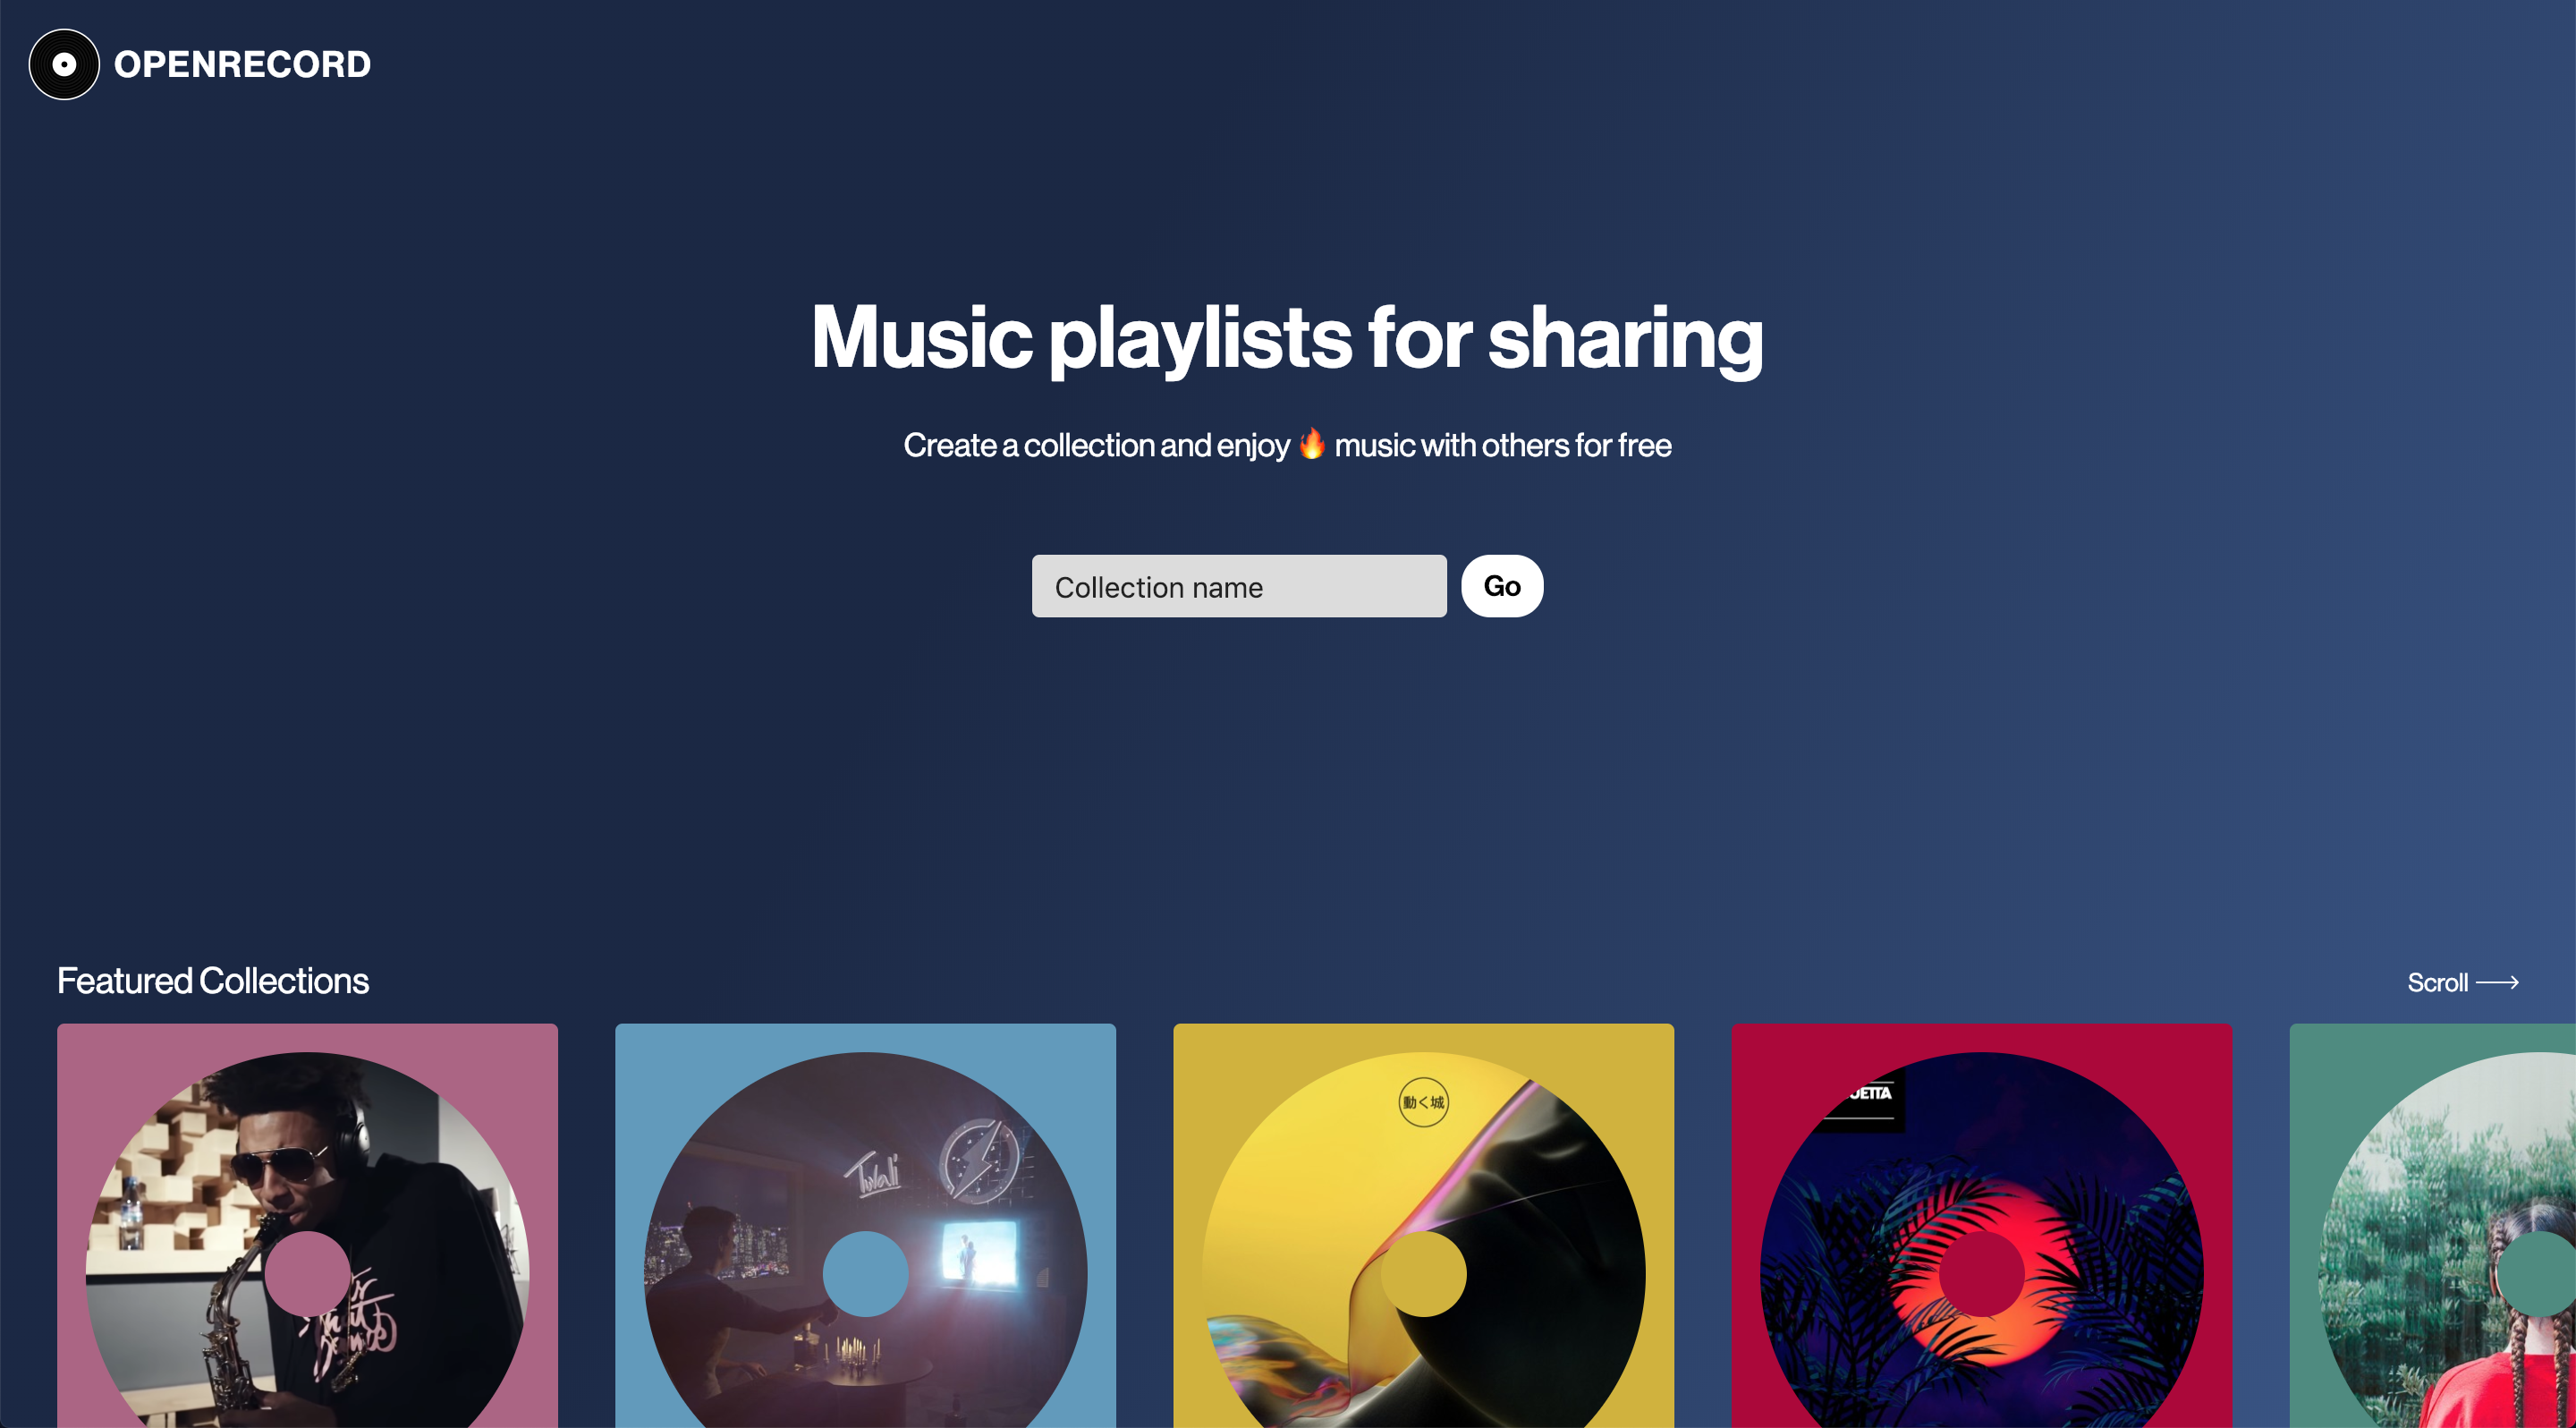 OPENRECORD
Music playlists for sharing
Create a collection and enjoy 🔥 music with others for free
Collection name
Go
Featured Collections
Scroll
Twali
動く城